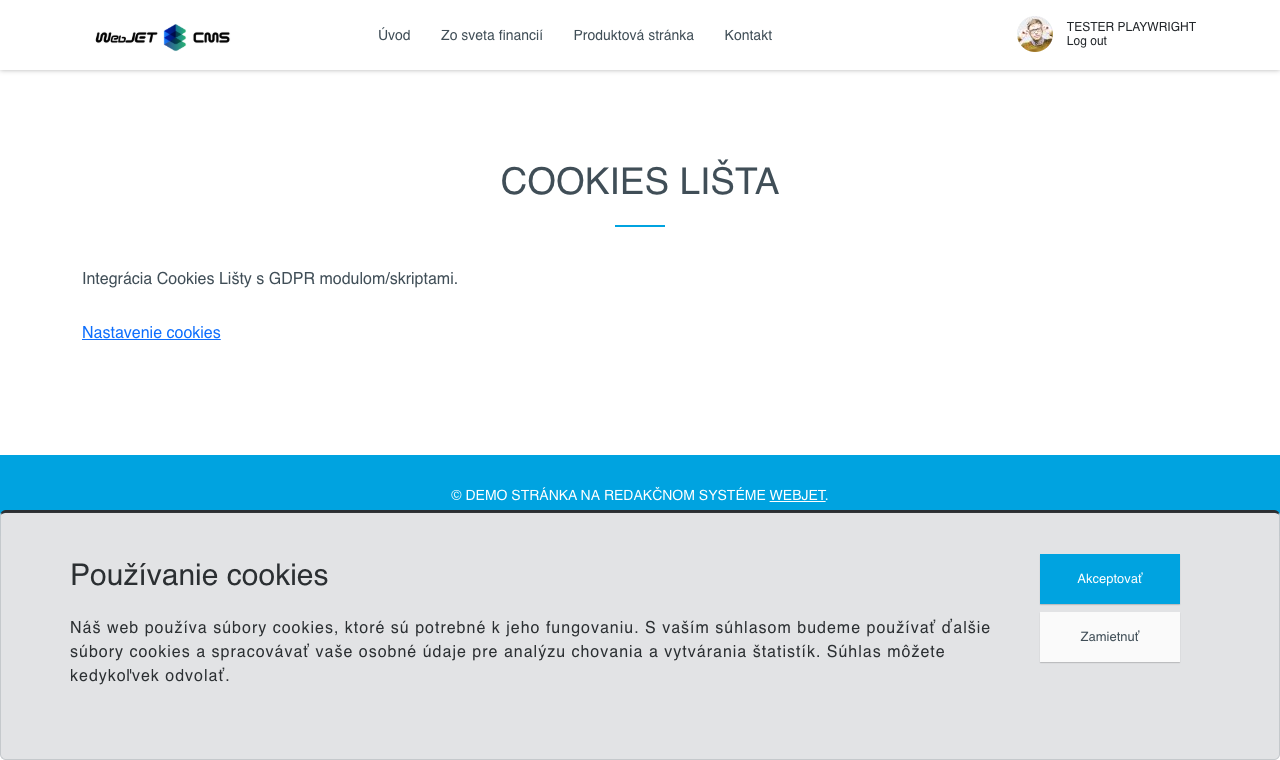 WebJET CMS
Úvod
Zo sveta financií
Produktová stránka
Kontakt
TESTER PLAYWRIGHT
Log out
COOKIES LIŠTA
Integrácia Cookies Lišty s GDPR modulom/skriptami.
Nastavenie cookies
© DEMO STRÁNKA NA REDAKČNOM SYSTÉME WEBJET.
Používanie cookies
Náš web používa súbory cookies, ktoré sú potrebné k jeho fungovaniu. S vaším súhlasom budeme používať ďalšie
súbory cookies a spracovávať vaše osobné údaje pre analýzu chovania a vytvárania štatistík. Súhlas môžete
kedykoľvek odvolať.
Akceptovať
Zamietnuť